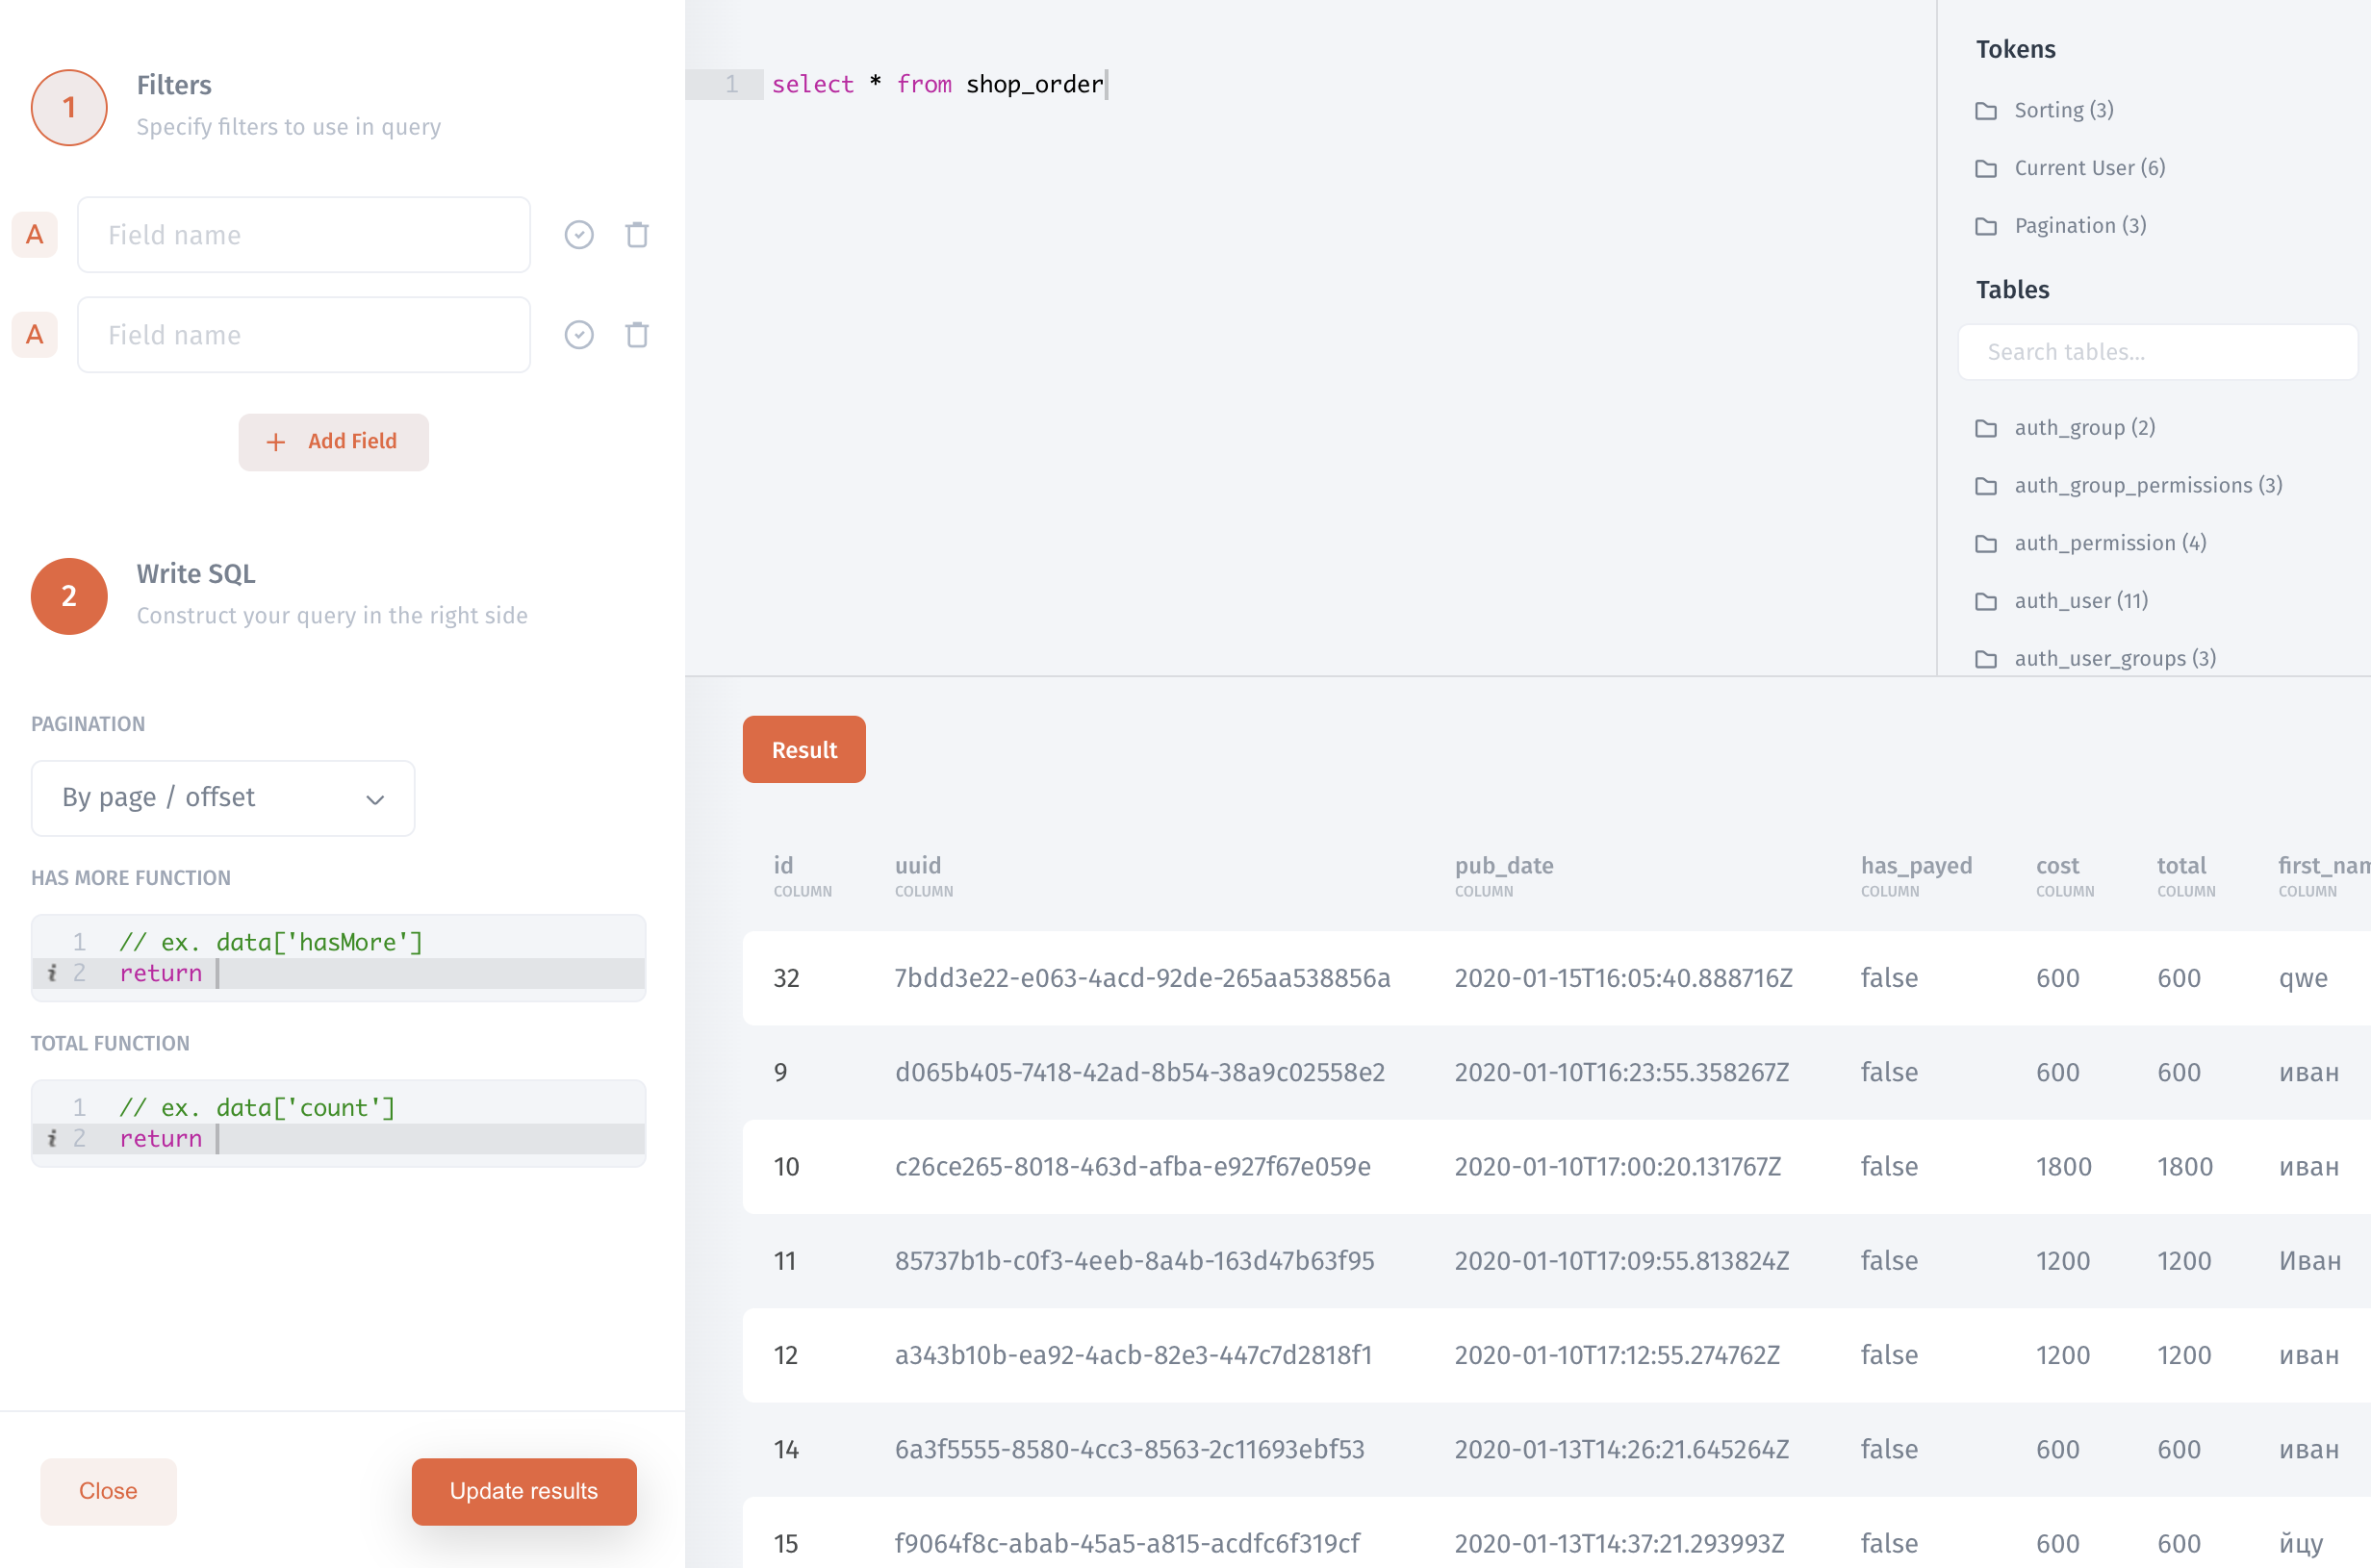 1
Filters
Specify filters to use in query
A
Field name
A
Field name
+ Add Field
2
Write SQL
Construct your query in the right side
PAGINATION
By page / offset
HAS MORE FUNCTION
1 // ex. data['hasMore']
i 2 return
TOTAL FUNCTION
1 // ex. data['count']
i 2 return
Close
Update results
1 select * from shop_order
Tokens
Sorting (3)
Current User (6)
Pagination (3)
Tables
Search tables...
auth_group (2)
auth_group_permissions (3)
auth_permission (4)
auth_user (11)
auth_user_groups (3)
Result
id uuid pub_date has_payed cost total first_nam
COLUMN COLUMN COLUMN COLUMN COLUMN COLUMN COLUMN
32 7bdd3e22-e063-4acd-92de-265aa538856a 2020-01-15T16:05:40.888716Z false 600 600 qwe
9 d065b405-7418-42ad-8b54-38a9c02558e2 2020-01-10T16:23:55.358267Z false 600 600 иван
10 c26ce265-8018-463d-afba-e927f67e059e 2020-01-10T17:00:20.131767Z false 1800 1800 иван
11 85737b1b-c0f3-4eeb-8a4b-163d47b63f95 2020-01-10T17:09:55.813824Z false 1200 1200 Иван
12 a343b10b-ea92-4acb-82e3-447c7d2818f1 2020-01-10T17:12:55.274762Z false 1200 1200 иван
14 6a3f5555-8580-4cc3-8563-2c11693ebf53 2020-01-13T14:26:21.645264Z false 600 600 иван
15 f9064f8c-abab-45a5-a815-acdfc6f319cf 2020-01-13T14:37:21.293993Z false 600 600 йцу